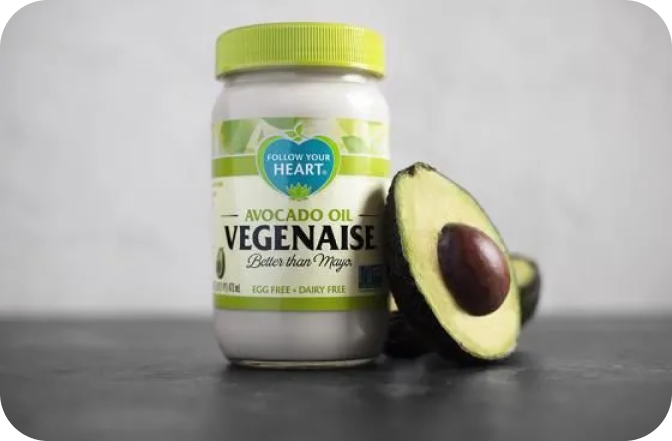 FOLLOW YOUR
HEART®
AVOCADO OIL
VEGENAISE
Better than Mayo.
EGG FREE • DAIRY FREE